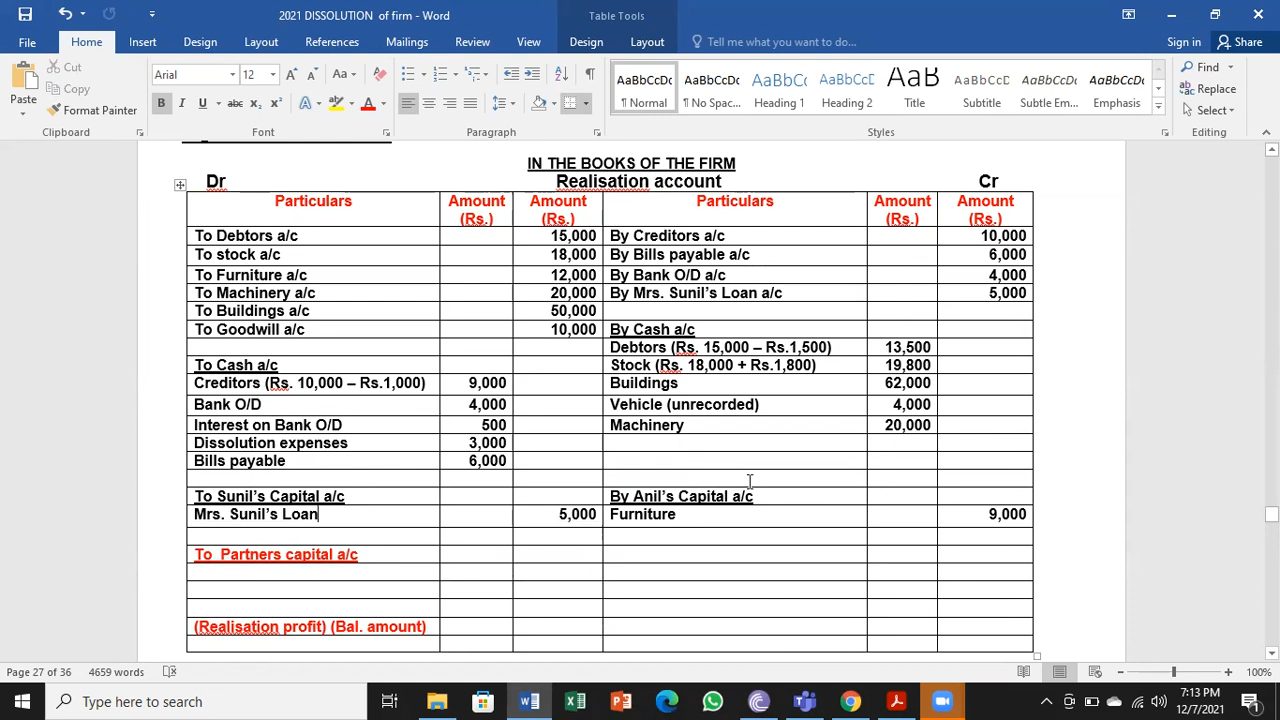 2021 DISSOLUTION of firm - Word
Table Tools
File Home Insert Design Layout References Mailings Review View Design Layout Tell me what you want to do... Sign in Share
Paste
Cut
Copy
Format Painter
Clipboard
Arial 12
Font
Paragraph
AaBbCcDc AaBbCcDc AaBbCc AaBbCcD AaB AaBbCcD AaBbCcDc AaBbCcDc
¶ Normal ¶ No Spac... Heading 1 Heading 2 Title Subtitle Subtle Em... Emphasis
Styles
Find
Replace
Select
Editing
IN THE BOOKS OF THE FIRM
Dr Realisation account Cr
Particulars Amount (Rs.) Amount (Rs.) Particulars Amount (Rs.) Amount (Rs.)
To Debtors a/c 15,000 By Creditors a/c 10,000
To stock a/c 18,000 By Bills payable a/c 6,000
To Furniture a/c 12,000 By Bank O/D a/c 4,000
To Machinery a/c 20,000 By Mrs. Sunil’s Loan a/c 5,000
To Buildings a/c 50,000
To Goodwill a/c 10,000 By Cash a/c
Debtors (Rs. 15,000 – Rs.1,500) 13,500
To Cash a/c Stock (Rs. 18,000 + Rs.1,800) 19,800
Creditors (Rs. 10,000 – Rs.1,000) 9,000 Buildings 62,000
Bank O/D 4,000 Vehicle (unrecorded) 4,000
Interest on Bank O/D 500 Machinery 20,000
Dissolution expenses 3,000
Bills payable 6,000
To Sunil’s Capital a/c By Anil’s Capital a/c
Mrs. Sunil’s Loan 5,000 Furniture 9,000
To Partners capital a/c
(Realisation profit) (Bal. amount)
Page 27 of 36 4659 words 100%
Type here to search
7:13 PM
12/7/2021